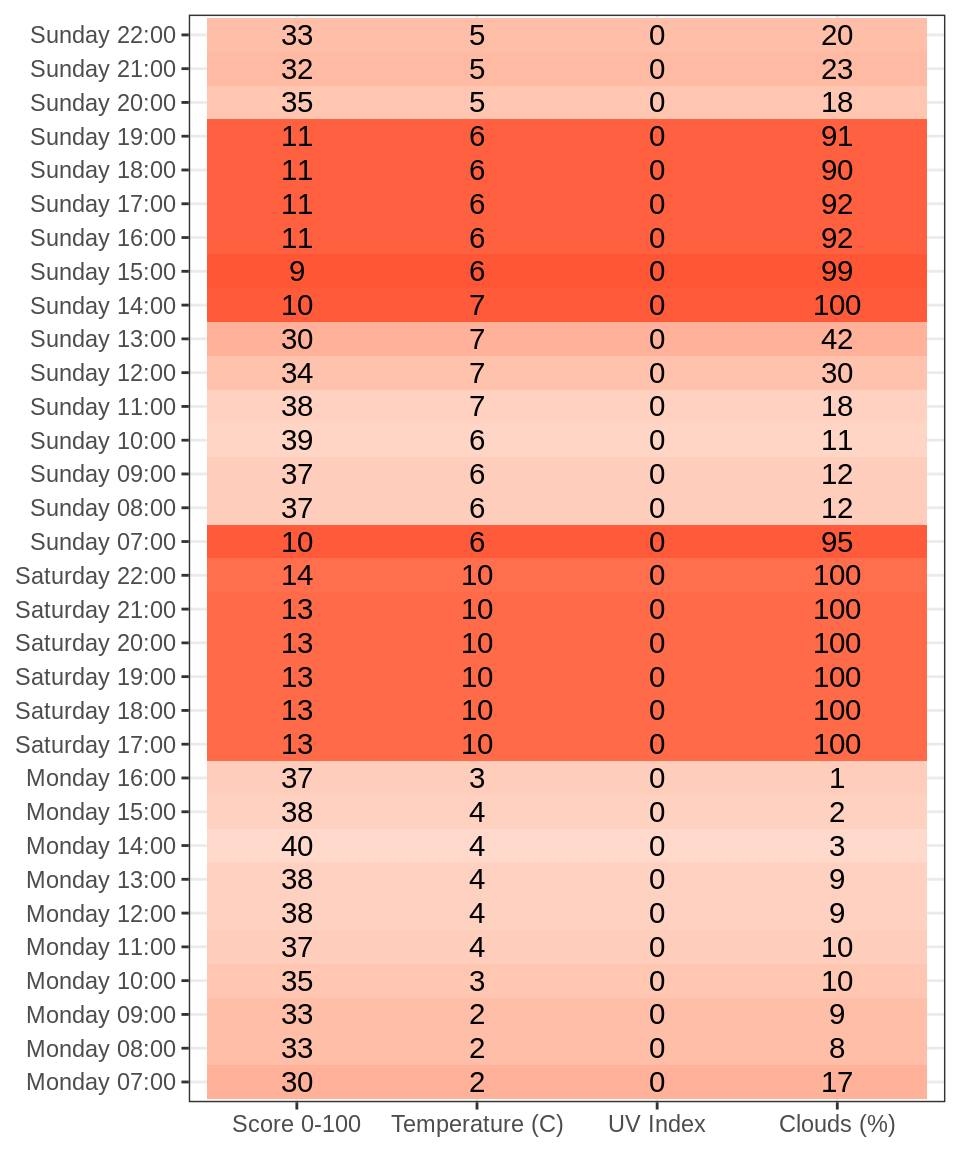 Sunday 22:00 33 5 0 20
Sunday 21:00 32 5 0 23
Sunday 20:00 35 5 0 18
Sunday 19:00 11 6 0 91
Sunday 18:00 11 6 0 90
Sunday 17:00 11 6 0 92
Sunday 16:00 11 6 0 92
Sunday 15:00 9 6 0 99
Sunday 14:00 10 7 0 100
Sunday 13:00 30 7 0 42
Sunday 12:00 34 7 0 30
Sunday 11:00 38 7 0 18
Sunday 10:00 39 6 0 11
Sunday 09:00 37 6 0 12
Sunday 08:00 37 6 0 12
Sunday 07:00 10 6 0 95
Saturday 22:00 14 10 0 100
Saturday 21:00 13 10 0 100
Saturday 20:00 13 10 0 100
Saturday 19:00 13 10 0 100
Saturday 18:00 13 10 0 100
Saturday 17:00 13 10 0 100
Monday 16:00 37 3 0 1
Monday 15:00 38 4 0 2
Monday 14:00 40 4 0 3
Monday 13:00 38 4 0 9
Monday 12:00 38 4 0 9
Monday 11:00 37 4 0 10
Monday 10:00 35 3 0 10
Monday 09:00 33 2 0 9
Monday 08:00 33 2 0 8
Monday 07:00 30 2 0 17
Score 0-100 Temperature (C) UV Index Clouds (%)